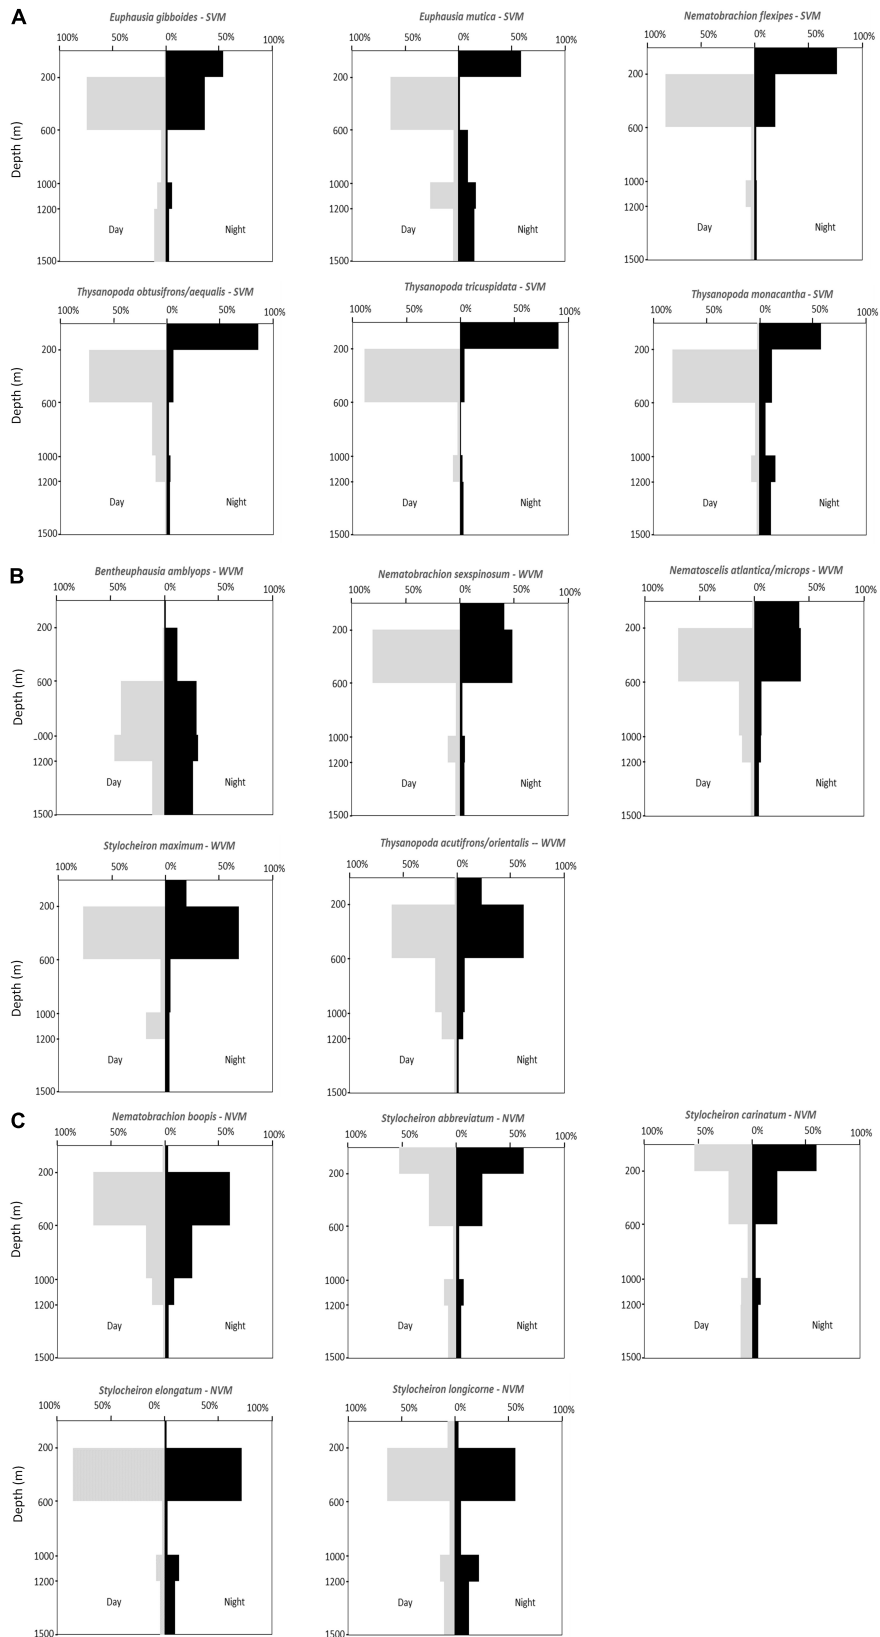 A
Euphausia gibboides - SVM
100% 50% 0% 50% 100%
Depth (m)
200
600
1000
1200
1500
Day Night
Euphausia mutica - SVM
100% 50% 0% 50% 100%
200
600
1000
1200
1500
Day Night
Nematobrachion flexipes - SVM
100% 50% 0% 50% 100%
200
600
1000
1200
1500
Day Night
Thysanopoda obtusifrons/aequalis - SVM
100% 50% 0% 50% 100%
Depth (m)
200
600
1000
1200
1500
Day Night
Thysanopoda tricuspidata - SVM
100% 50% 0% 50% 100%
200
600
1000
1200
1500
Day Night
Thysanopoda monacantha - SVM
100% 50% 0% 50% 100%
200
600
1000
1200
1500
Day Night
B
Bentheuphausia amblyops - WVM
100% 50% 0% 50% 100%
Depth (m)
200
600
.000
1200
1500
Day Night
Nematobrachion sexspinosum - WVM
100% 50% 0% 50% 100%
200
600
1000
1200
1500
Day Night
Nematoscelis atlantica/microps - WVM
100% 50% 0% 50% 100%
200
600
1000
1200
1500
Day Night
Stylocheiron maximum - WVM
100% 50% 0% 50% 100%
Depth (m)
200
600
1000
1200
1500
Day Night
Thysanopoda acutifrons/orientalis -- WVM
100% 50% 0% 50% 100%
200
600
1000
1200
1500
Day Night
C
Nematobrachion boopis - NVM
100% 50% 0% 50% 100%
Depth (m)
200
600
1000
1200
1500
Day Night
Stylocheiron abbreviatum - NVM
100% 50% 0% 50% 100%
200
600
1000
1200
1500
Day Night
Stylocheiron carinatum - NVM
100% 50% 0% 50% 100%
200
600
1000
1200
1500
Day Night
Stylocheiron elongatum - NVM
100% 50% 0% 50% 100%
Depth (m)
200
600
1000
1200
1500
Day Night
Stylocheiron longicorne - NVM
100% 50% 0% 50% 100%
200
600
1000
1200
1500
Day Night